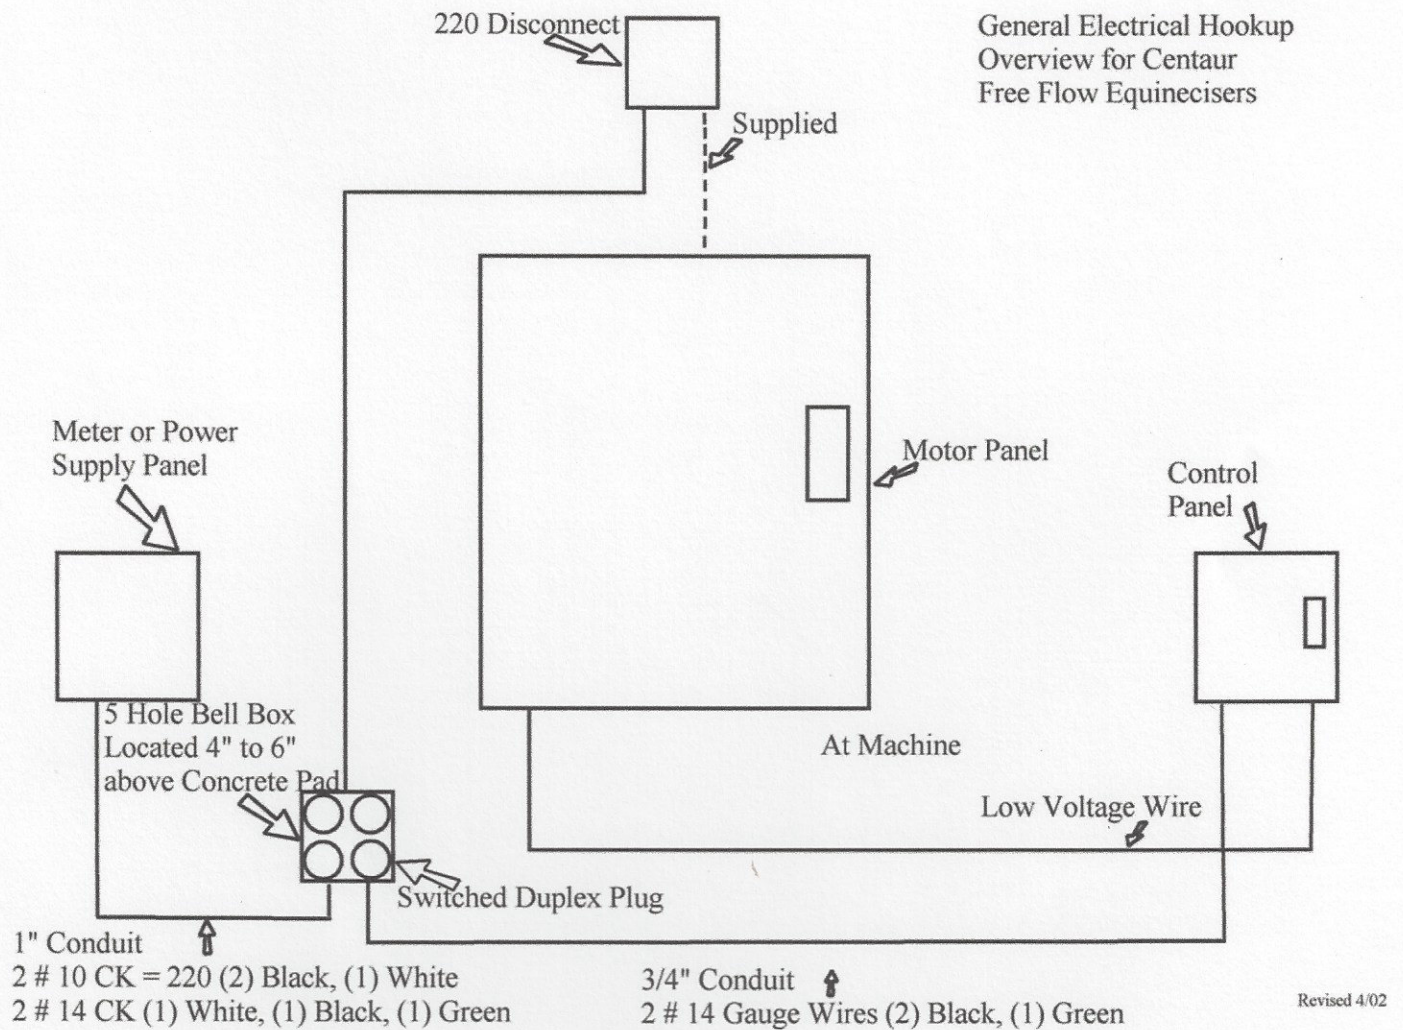 220 Disconnect
General Electrical Hookup
Overview for Centaur
Free Flow Equinecisers
Supplied
Meter or Power
Supply Panel
Motor Panel
Control
Panel
5 Hole Bell Box
Located 4" to 6"
above Concrete Pad
At Machine
Low Voltage Wire
Switched Duplex Plug
1" Conduit
2 # 10 CK = 220 (2) Black, (1) White
2 # 14 CK (1) White, (1) Black, (1) Green
3/4" Conduit
2 # 14 Gauge Wires (2) Black, (1) Green
Revised 4/02